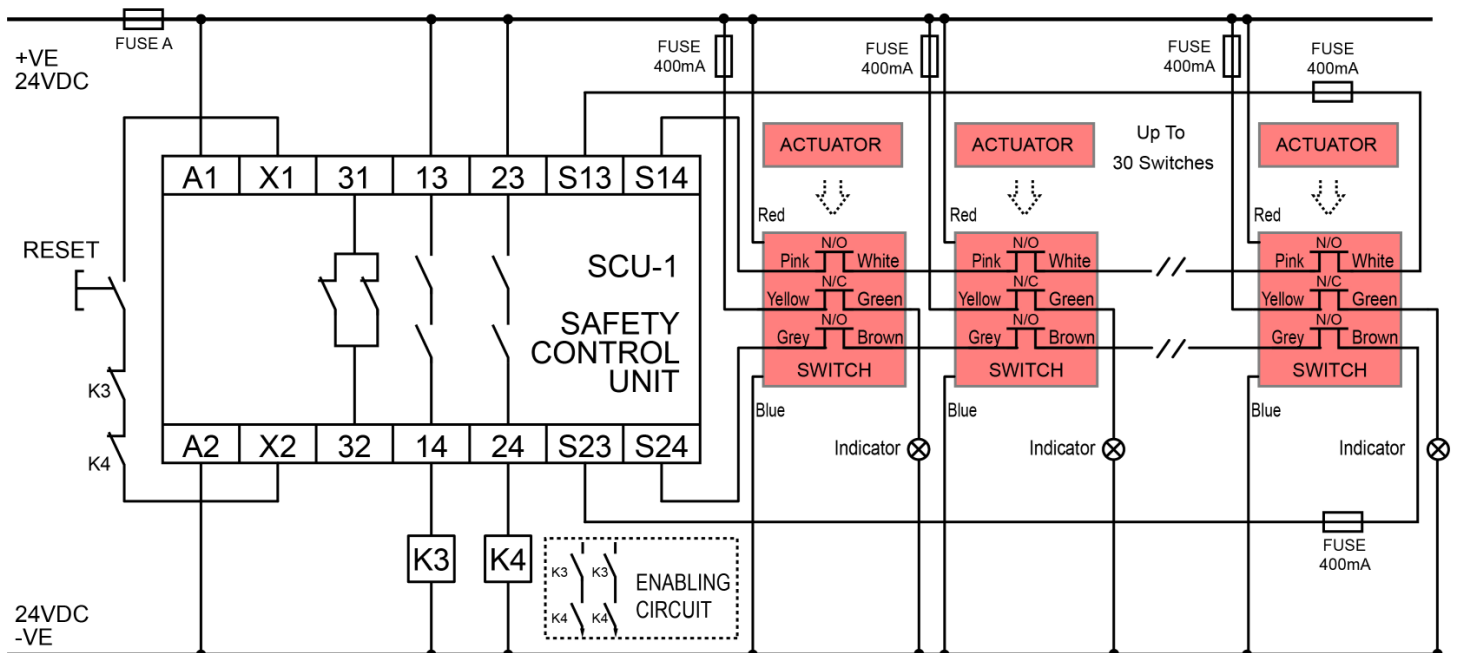 FUSE A
+VE
24VDC
FUSE
400mA
FUSE
400mA
FUSE
400mA
FUSE
400mA
ACTUATOR
ACTUATOR
Up To
30 Switches
ACTUATOR
A1 X1 31 13 23 S13 S14
Red
Red
Red
RESET
SCU-1
SAFETY
CONTROL
UNIT
N/O
Pink White
N/C
Yellow Green
N/O
Grey Brown
SWITCH
N/O
Pink White
N/C
Yellow Green
N/O
Grey Brown
SWITCH
N/O
Pink White
N/C
Yellow Green
N/O
Grey Brown
SWITCH
K3
K4
Blue
Blue
Blue
A2 X2 32 14 24 S23 S24
Indicator
Indicator
Indicator
K3
K4
K3 K3
K4 K4
ENABLING
CIRCUIT
FUSE
400mA
24VDC
-VE